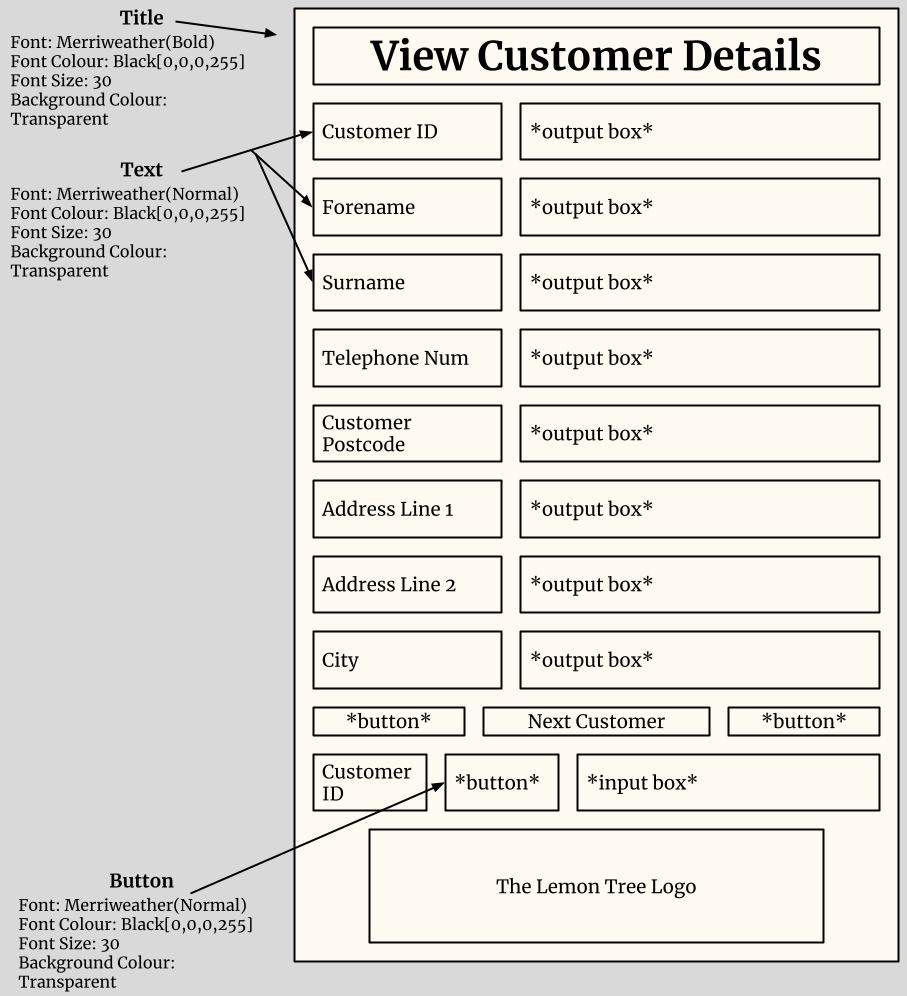 Title
Font: Merriweather(Bold)
Font Colour: Black[0,0,0,255]
Font Size: 30
Background Colour:
Transparent
Text
Font: Merriweather(Normal)
Font Colour: Black[0,0,0,255]
Font Size: 30
Background Colour:
Transparent
View Customer Details
Customer ID
*output box*
Forename
*output box*
Surname
*output box*
Telephone Num
*output box*
Customer
Postcode
*output box*
Address Line 1
*output box*
Address Line 2
*output box*
City
*output box*
*button*
Next Customer
*button*
Customer
ID
*button*
*input box*
The Lemon Tree Logo
Button
Font: Merriweather(Normal)
Font Colour: Black[0,0,0,255]
Font Size: 30
Background Colour:
Transparent